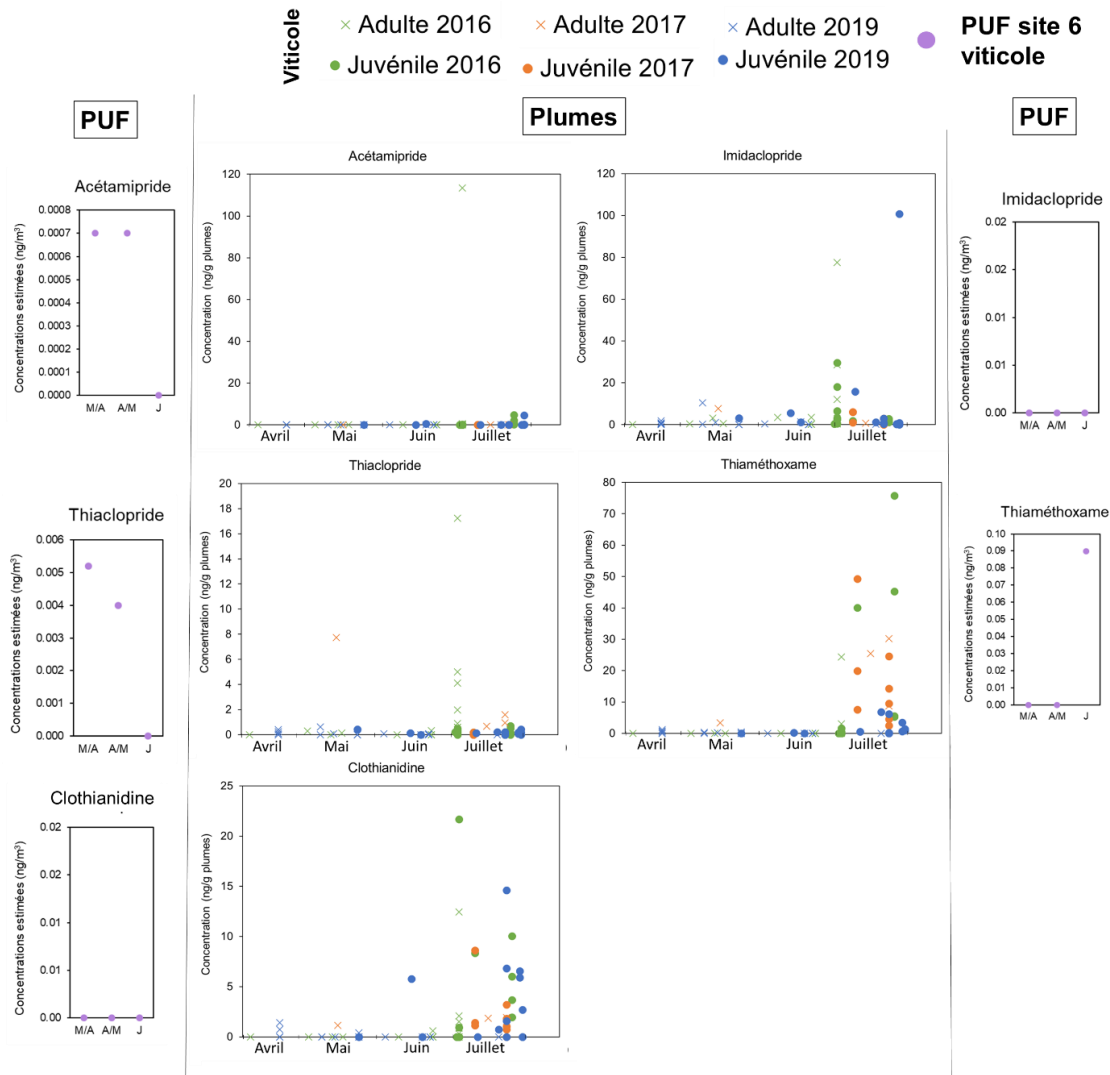 Viticole
× Adulte 2016
× Adulte 2017
× Adulte 2019
PUF site 6
viticole
Juvénile 2016
Juvénile 2017
Juvénile 2019
PUF
Plumes
PUF
Acétamipride
Concentrations estimées (ng/m³)
0.0008
0.0007
0.0006
0.0005
0.0004
0.0003
0.0002
0.0001
0.0000
M/A A/M J
Acétamipride
Concentration (ng/g plumes)
120
100
80
60
40
20
0
Avril Mai Juin Juillet
Imidaclopride
Concentration (ng/g plumes)
120
100
80
60
40
20
0
Avril Mai Juin Juillet
Imidaclopride
Concentrations estimées (ng/m³)
0.02
0.02
0.01
0.01
0.00
M/A A/M J
Thiaclopride
Concentrations estimées (ng/m³)
0.006
0.005
0.004
0.003
0.002
0.001
0.000
M/A A/M J
Thiaclopride
Concentration (ng/g plumes)
20
18
16
14
12
10
8
6
4
2
0
Avril Mai Juin Juillet
Thiaméthoxame
Concentration (ng/g plumes)
80
70
60
50
40
30
20
10
0
Avril Mai Juin Juillet
Thiaméthoxame
Concentrations estimées (ng/m³)
0.10
0.09
0.08
0.07
0.06
0.05
0.04
0.03
0.02
0.01
0.00
M/A A/M J
Clothianidine
Concentrations estimées (ng/m³)
0.02
0.02
0.01
0.01
0.00
M/A A/M J
Clothianidine
Concentration (ng/g plumes)
25
20
15
10
5
0
Avril Mai Juin Juillet